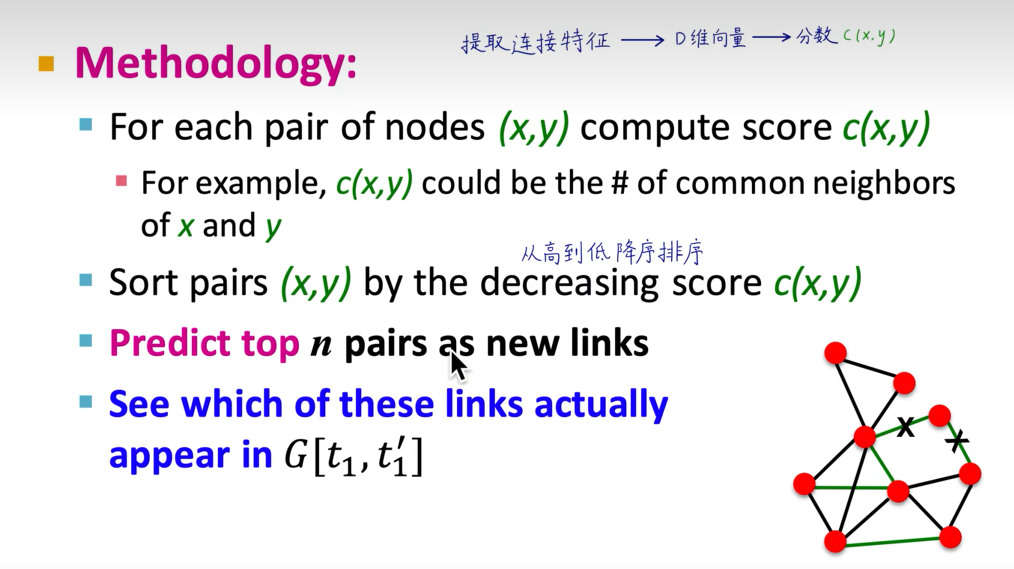 提取连接特征 → D维向量 → 分数 c(x,y)
Methodology:
For each pair of nodes (x,y) compute score c(x,y)
For example, c(x,y) could be the # of common neighbors
of x and y
从高到低 降序排序
Sort pairs (x,y) by the decreasing score c(x,y)
Predict top n pairs as new links
See which of these links actually
appear in G[t₁, t₁′]
x
x